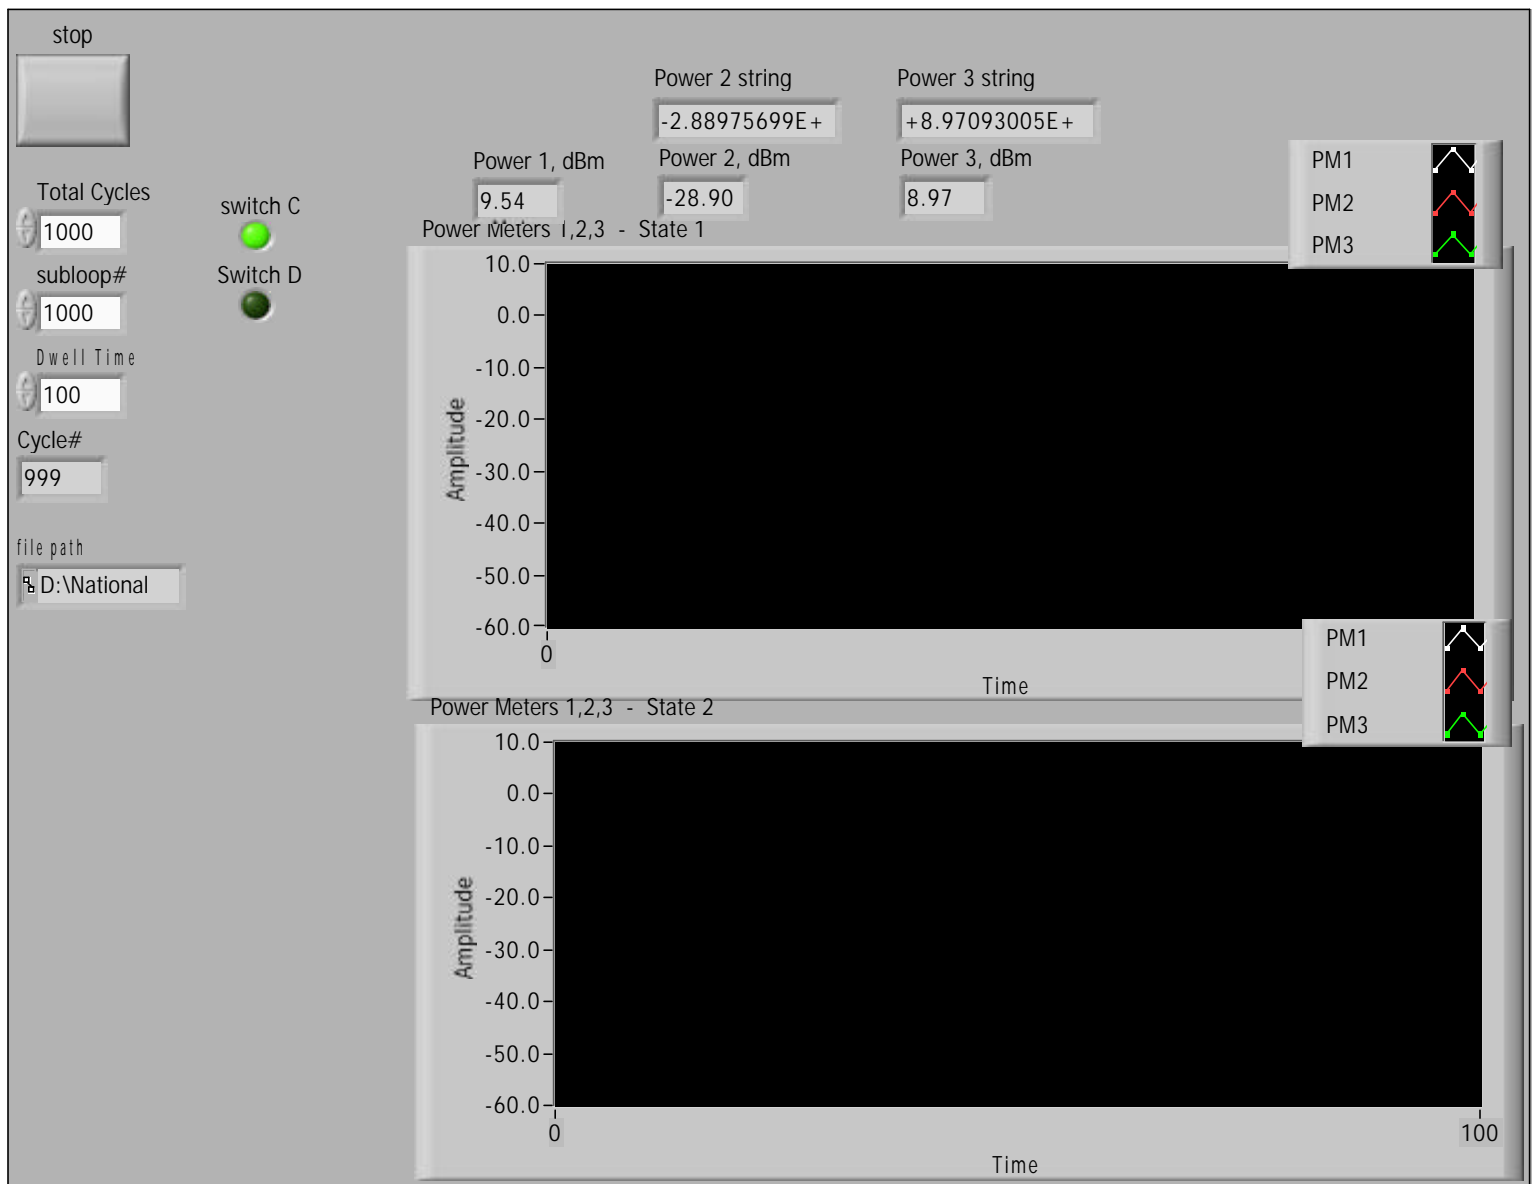 stop
Power 2 string
Power 3 string
-2.88975699E+
+8.97093005E+
Power 1, dBm
Power 2, dBm
Power 3, dBm
9.54
-28.90
8.97
PM1
PM2
PM3
Total Cycles
1000
switch C
subloop#
1000
Switch D
Dwell Time
100
Cycle#
999
file path
D:\National
Power Meters 1,2,3 - State 1
10.0
0.0
-10.0
-20.0
-30.0
-40.0
-50.0
-60.0
Amplitude
0
Time
PM1
PM2
PM3
Power Meters 1,2,3 - State 2
10.0
0.0
-10.0
-20.0
-30.0
-40.0
-50.0
-60.0
Amplitude
0
100
Time